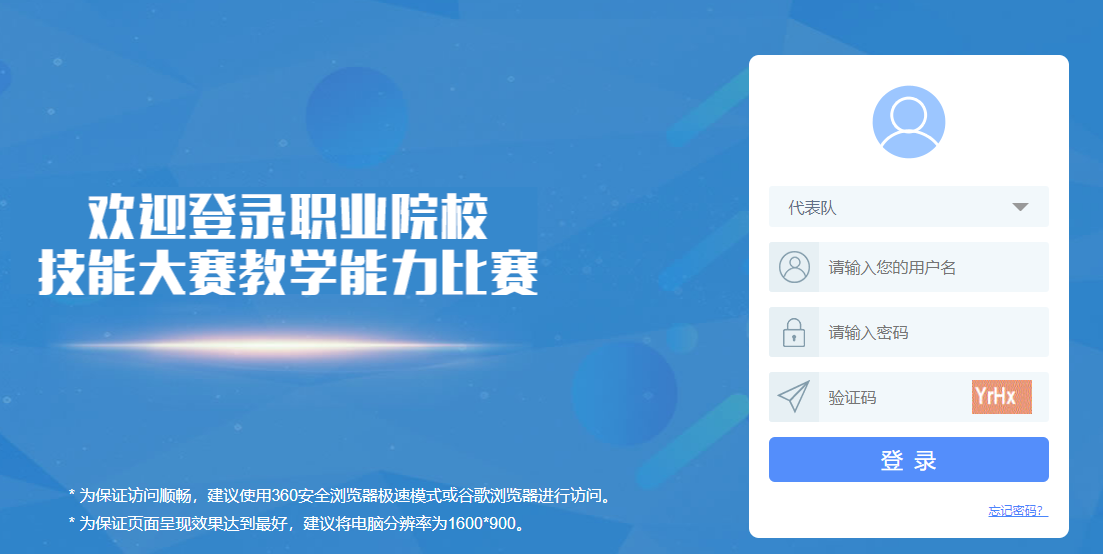 欢迎登录职业院校
技能大赛教学能力比赛
* 为保证访问顺畅，建议使用360安全浏览器极速模式或谷歌浏览器进行访问。
* 为保证页面呈现效果达到最好，建议将电脑分辨率为1600*900。
代表队
请输入您的用户名
请输入密码
验证码 YrHx
登 录
忘记密码？